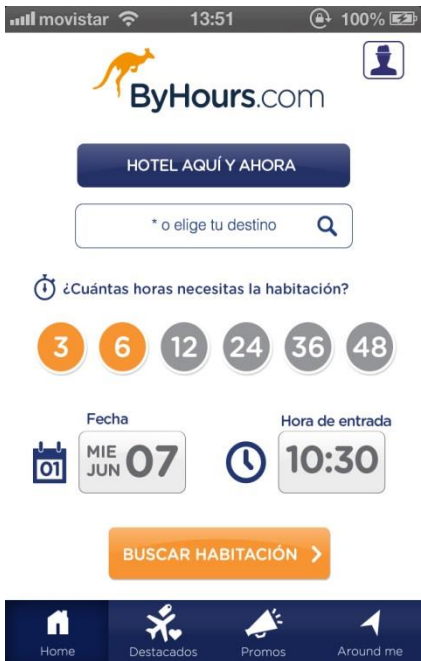 movistar 13:51 100%
ByHours.com
HOTEL AQUÍ Y AHORA
* o elige tu destino
¿Cuántas horas necesitas la habitación?
3 6 12 24 36 48
Fecha Hora de entrada
01 MIE JUN 07 10:30
BUSCAR HABITACIÓN
Home Destacados Promos Around me